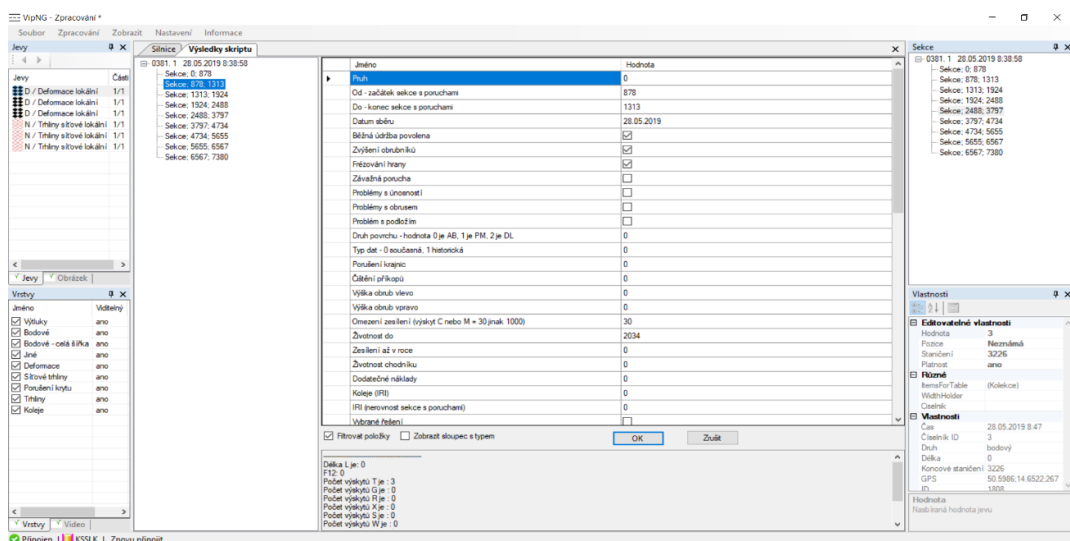 VipNG - Zpracování *
Soubor Zpracování Zobrazit Nastavení Informace
Jevy
Jevy Části
D / Deformace lokální 1/1
D / Deformace lokální 1/1
D / Deformace lokální 1/1
N / Trhliny síťové lokální 1/1
N / Trhliny síťové lokální 1/1
Jevy Obrázek
Vrstvy
Jméno Viditelný
Výtluky ano
Bodové ano
Bodové - celá šířka ano
Jiné ano
Deformace ano
Síťové trhliny ano
Porušení krytu ano
Trhliny ano
Koleje ano
Vrstvy Video
Silnice Výsledky skriptu
0381. 1 28.05.2019 8:38:58
Sekce; 0; 878
Sekce; 878; 1313
Sekce; 1313; 1924
Sekce; 1924; 2488
Sekce; 2488; 3797
Sekce; 3797; 4734
Sekce; 4734; 5655
Sekce; 5655; 6567
Sekce; 6567; 7380
Jméno Hodnota
Pruh 0
Od - začátek sekce s poruchami 878
Do - konec sekce s poruchami 1313
Datum sběru 28.05.2019
Běžná údržba povolena
Zvýšení obrubníků
Frézování hrany
Závažná porucha
Problémy s únosností
Problémy s obrusem
Problém s podložím
Druh povrchu - hodnota 0 je AB, 1 je PM, 2 je DL 0
Typ dat - 0 současná, 1 historická 0
Porušení krajnic 0
Čištění příkopů 0
Výška obrub vlevo 0
Výška obrub vpravo 0
Omezení zesílení (výskyt C nebo M = 30 jinak 1000) 30
Životnost do 2034
Zesílení až v roce 0
Životnost chodníku 0
Dodatečné náklady 0
Koleje (IRI) 0
IRI (nerovnost sekce s poruchami) 0
Vybrané řešení
Filtrovat položky Zobrazit sloupec s typem OK Zrušit
Délka L je: 0
F12: 0
Počet výskytů T je : 3
Počet výskytů G je : 0
Počet výskytů R je : 0
Počet výskytů X je : 0
Počet výskytů S je : 0
Počet výskytů W je : 0
Sekce
0381. 1 28.05.2019 8:38:58
Sekce; 0; 878
Sekce; 878; 1313
Sekce; 1313; 1924
Sekce; 1924; 2488
Sekce; 2488; 3797
Sekce; 3797; 4734
Sekce; 4734; 5655
Sekce; 5655; 6567
Sekce; 6567; 7380
Vlastnosti
Editovatelné vlastnosti
Hodnota 3
Pozice Neznámá
Staničení 3226
Platnost ano
Různé
ItemsForTable (Kolekce)
WidthHolder
Ciselnik
Vlastnosti
Čas 28.05.2019 8:47
Číselník ID 3
Druh bodový
Délka 0
Koncové staničení 3226
GPS 50.5986;14.6522;267
ID 1808
Hodnota
Nasbíraná hodnota jevu
Připojen KSSLK Znovu připojit